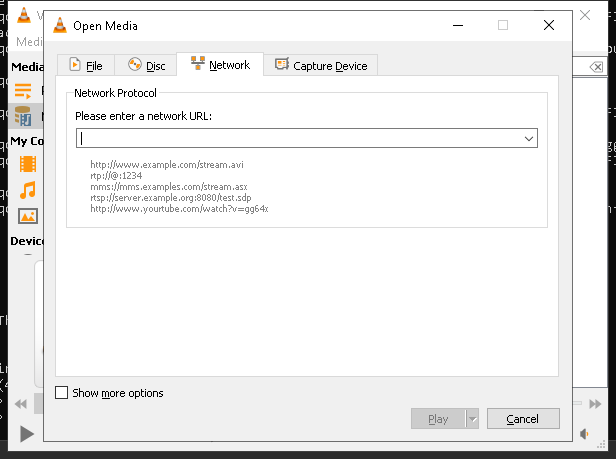 Open Media
Medi
File
Disc
Network
Capture Device
Media
Network Protocol
Please enter a network URL:
http://www.example.com/stream.avi
rtp://@:1234
mms://mms.examples.com/stream.asx
rtsp://server.example.org:8080/test.sdp
http://www.yourtube.com/watch?v=gg64x
My Co
Device
Show more options
Play
Cancel